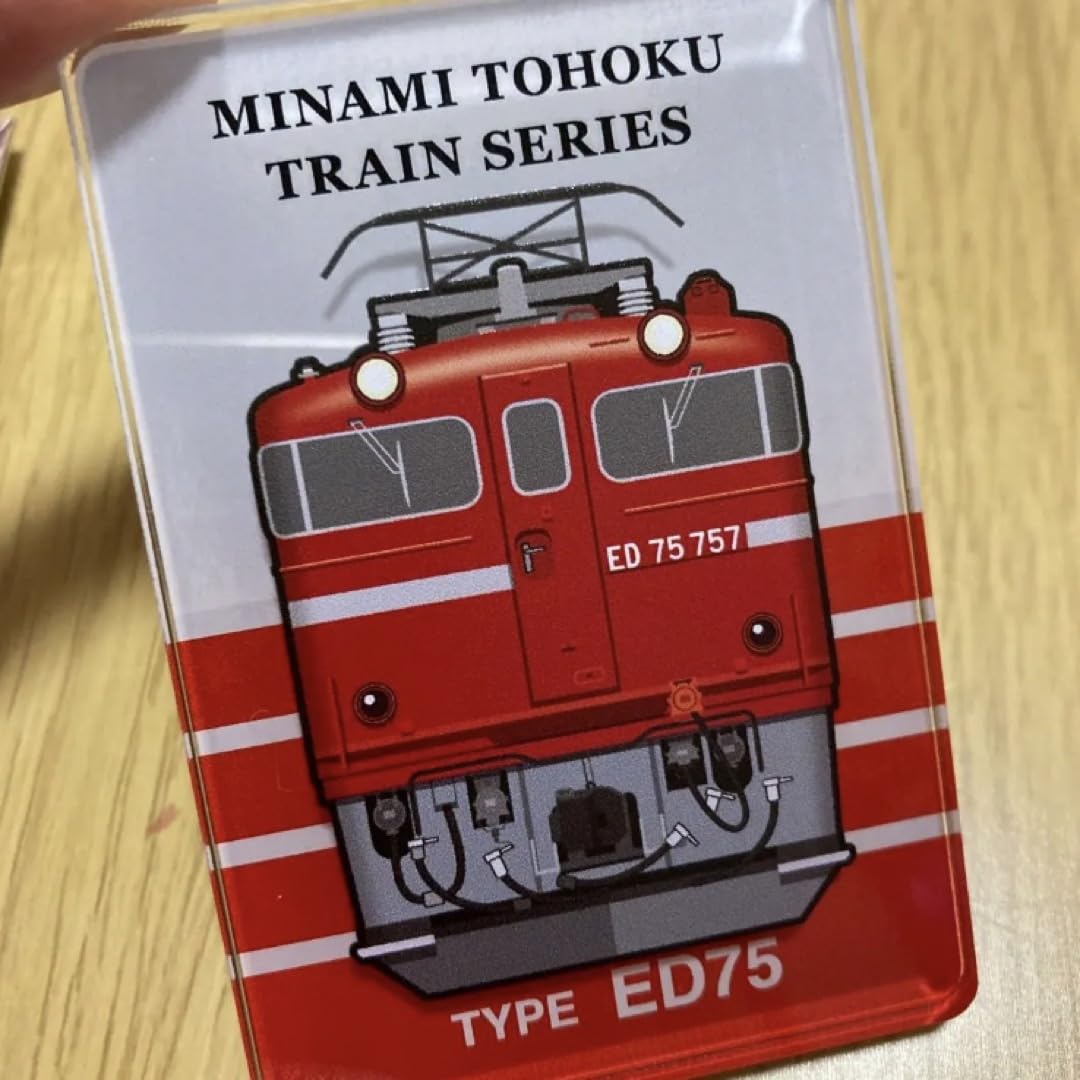 MINAMI TOHOKU
TRAIN SERIES
ED 75 757
TYPE ED75